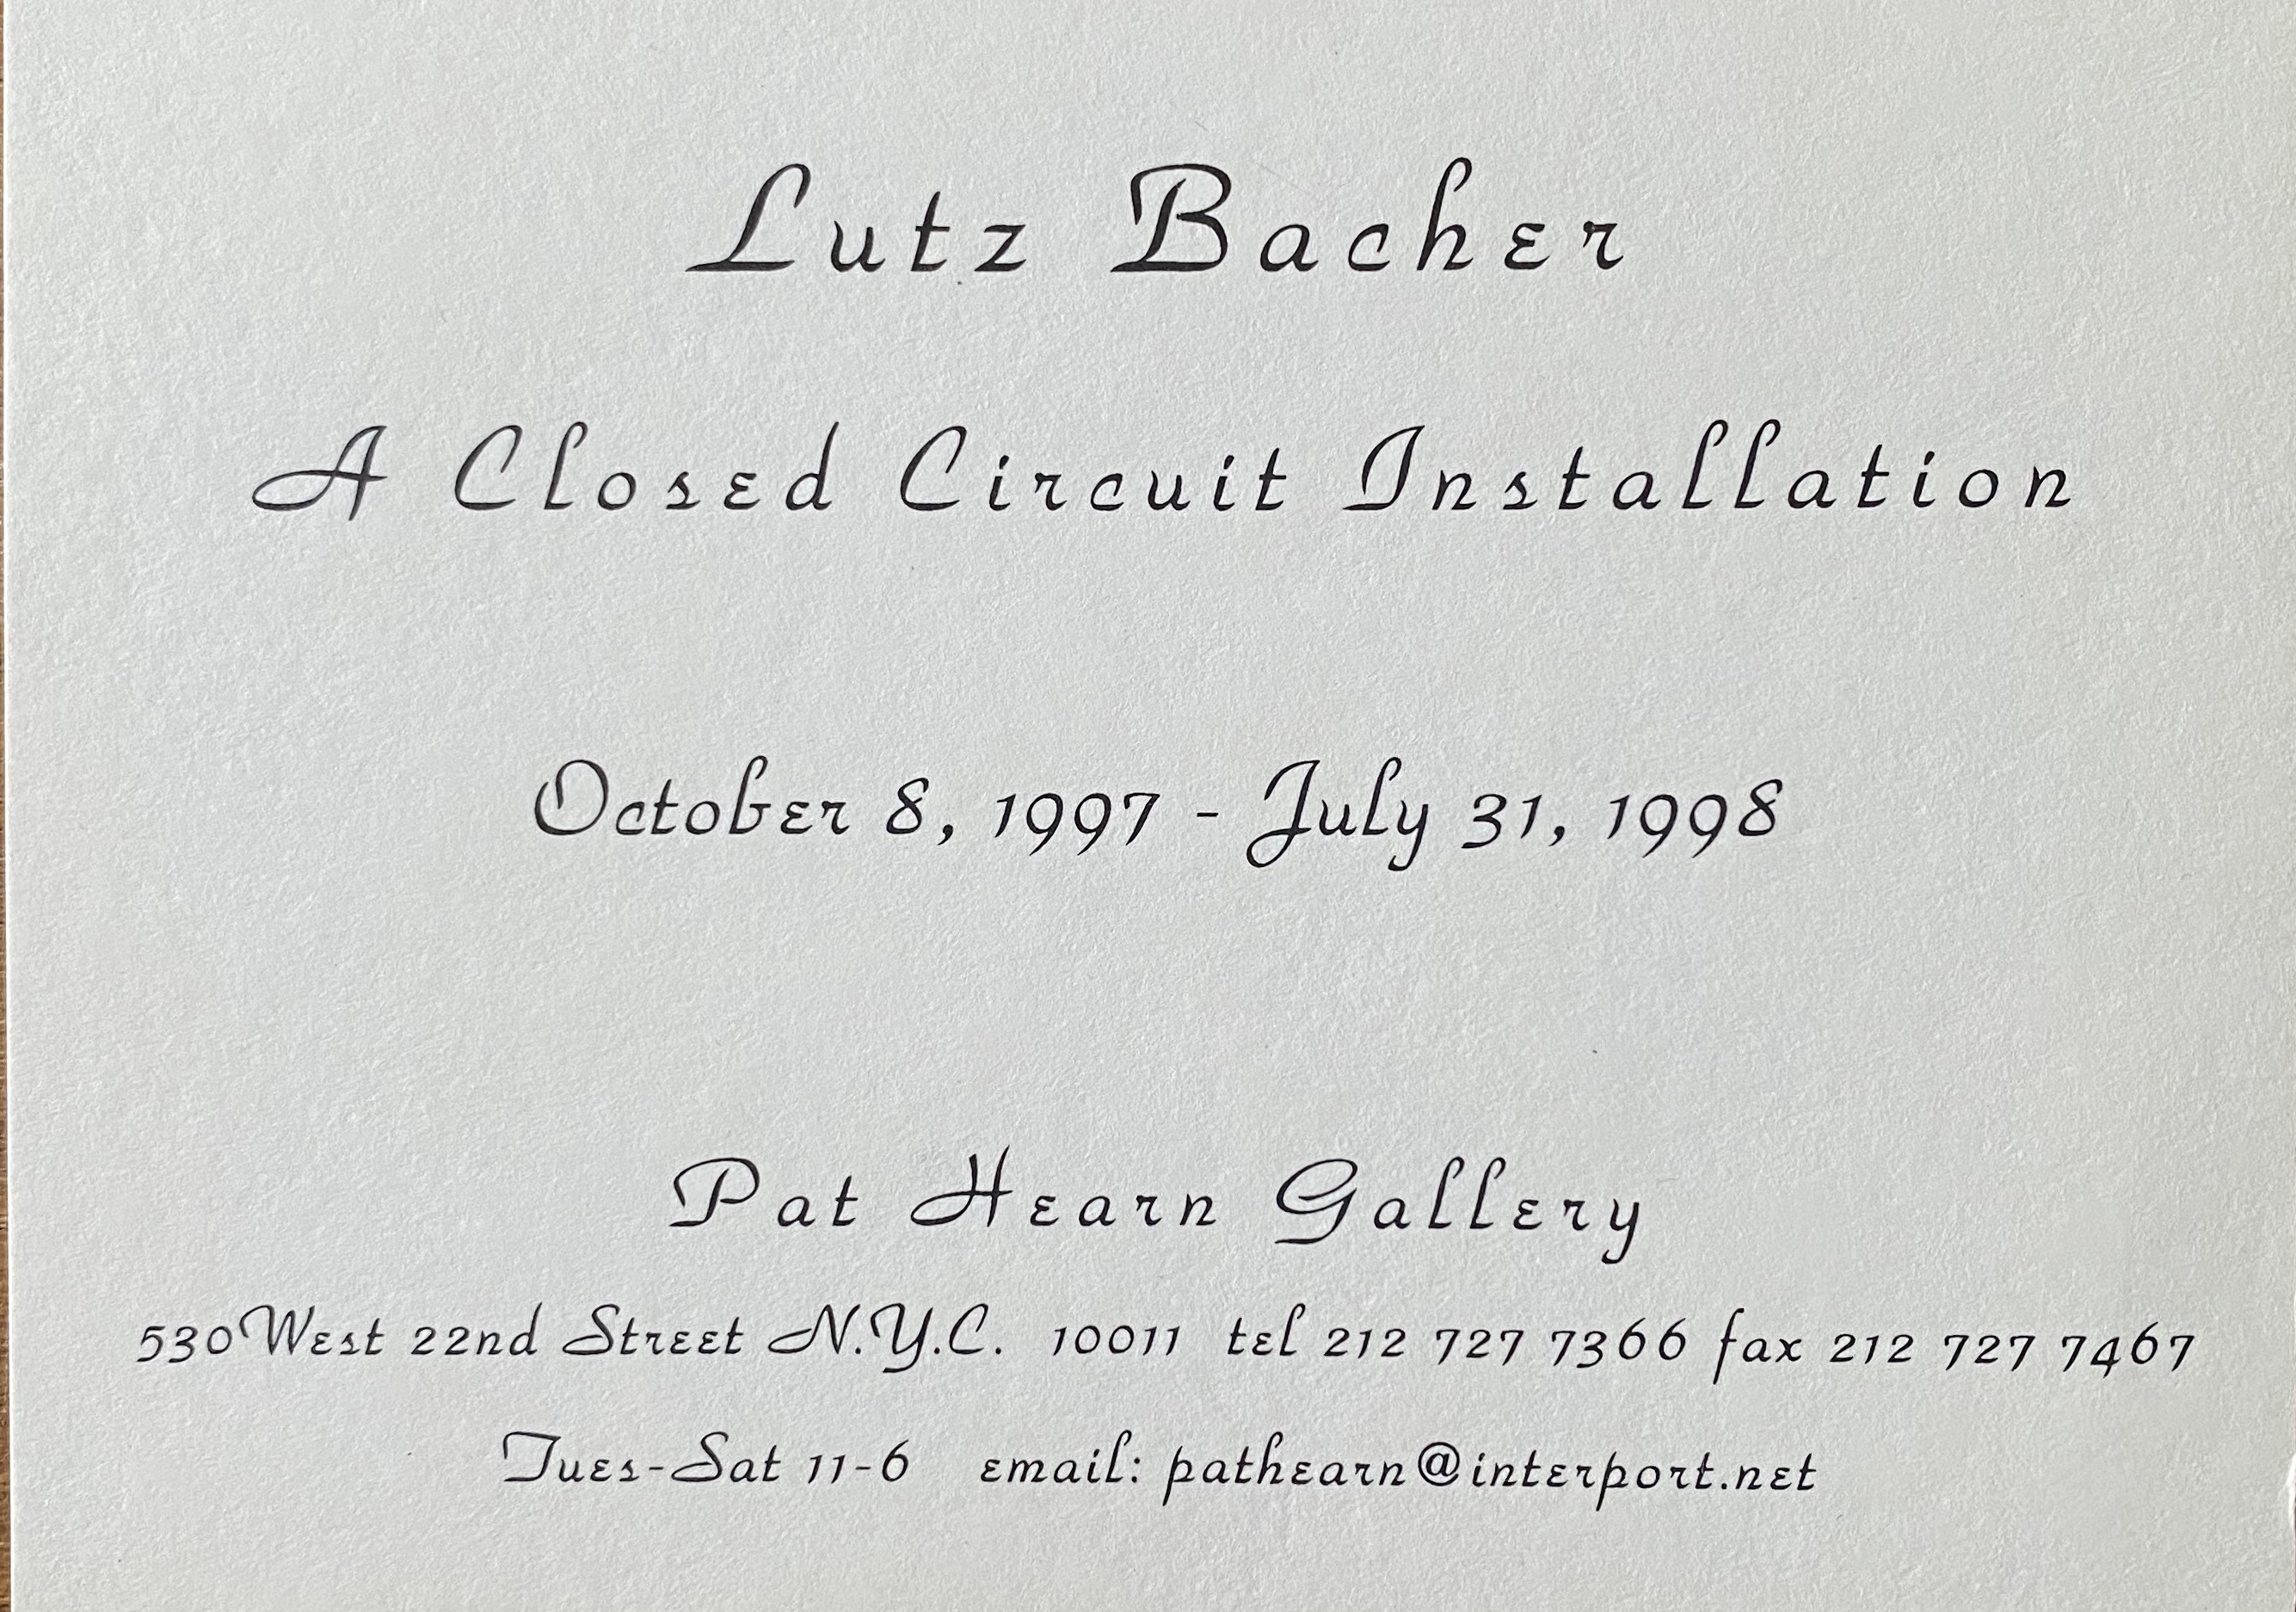 Lutz Bacher
A Closed Circuit Installation
October 8, 1997 - July 31, 1998
Pat Hearn Gallery
530 West 22nd Street N.Y.C. 10011 tel 212 727 7366 fax 212 727 7467
Tues-Sat 11-6 email: pathearn@interport.net